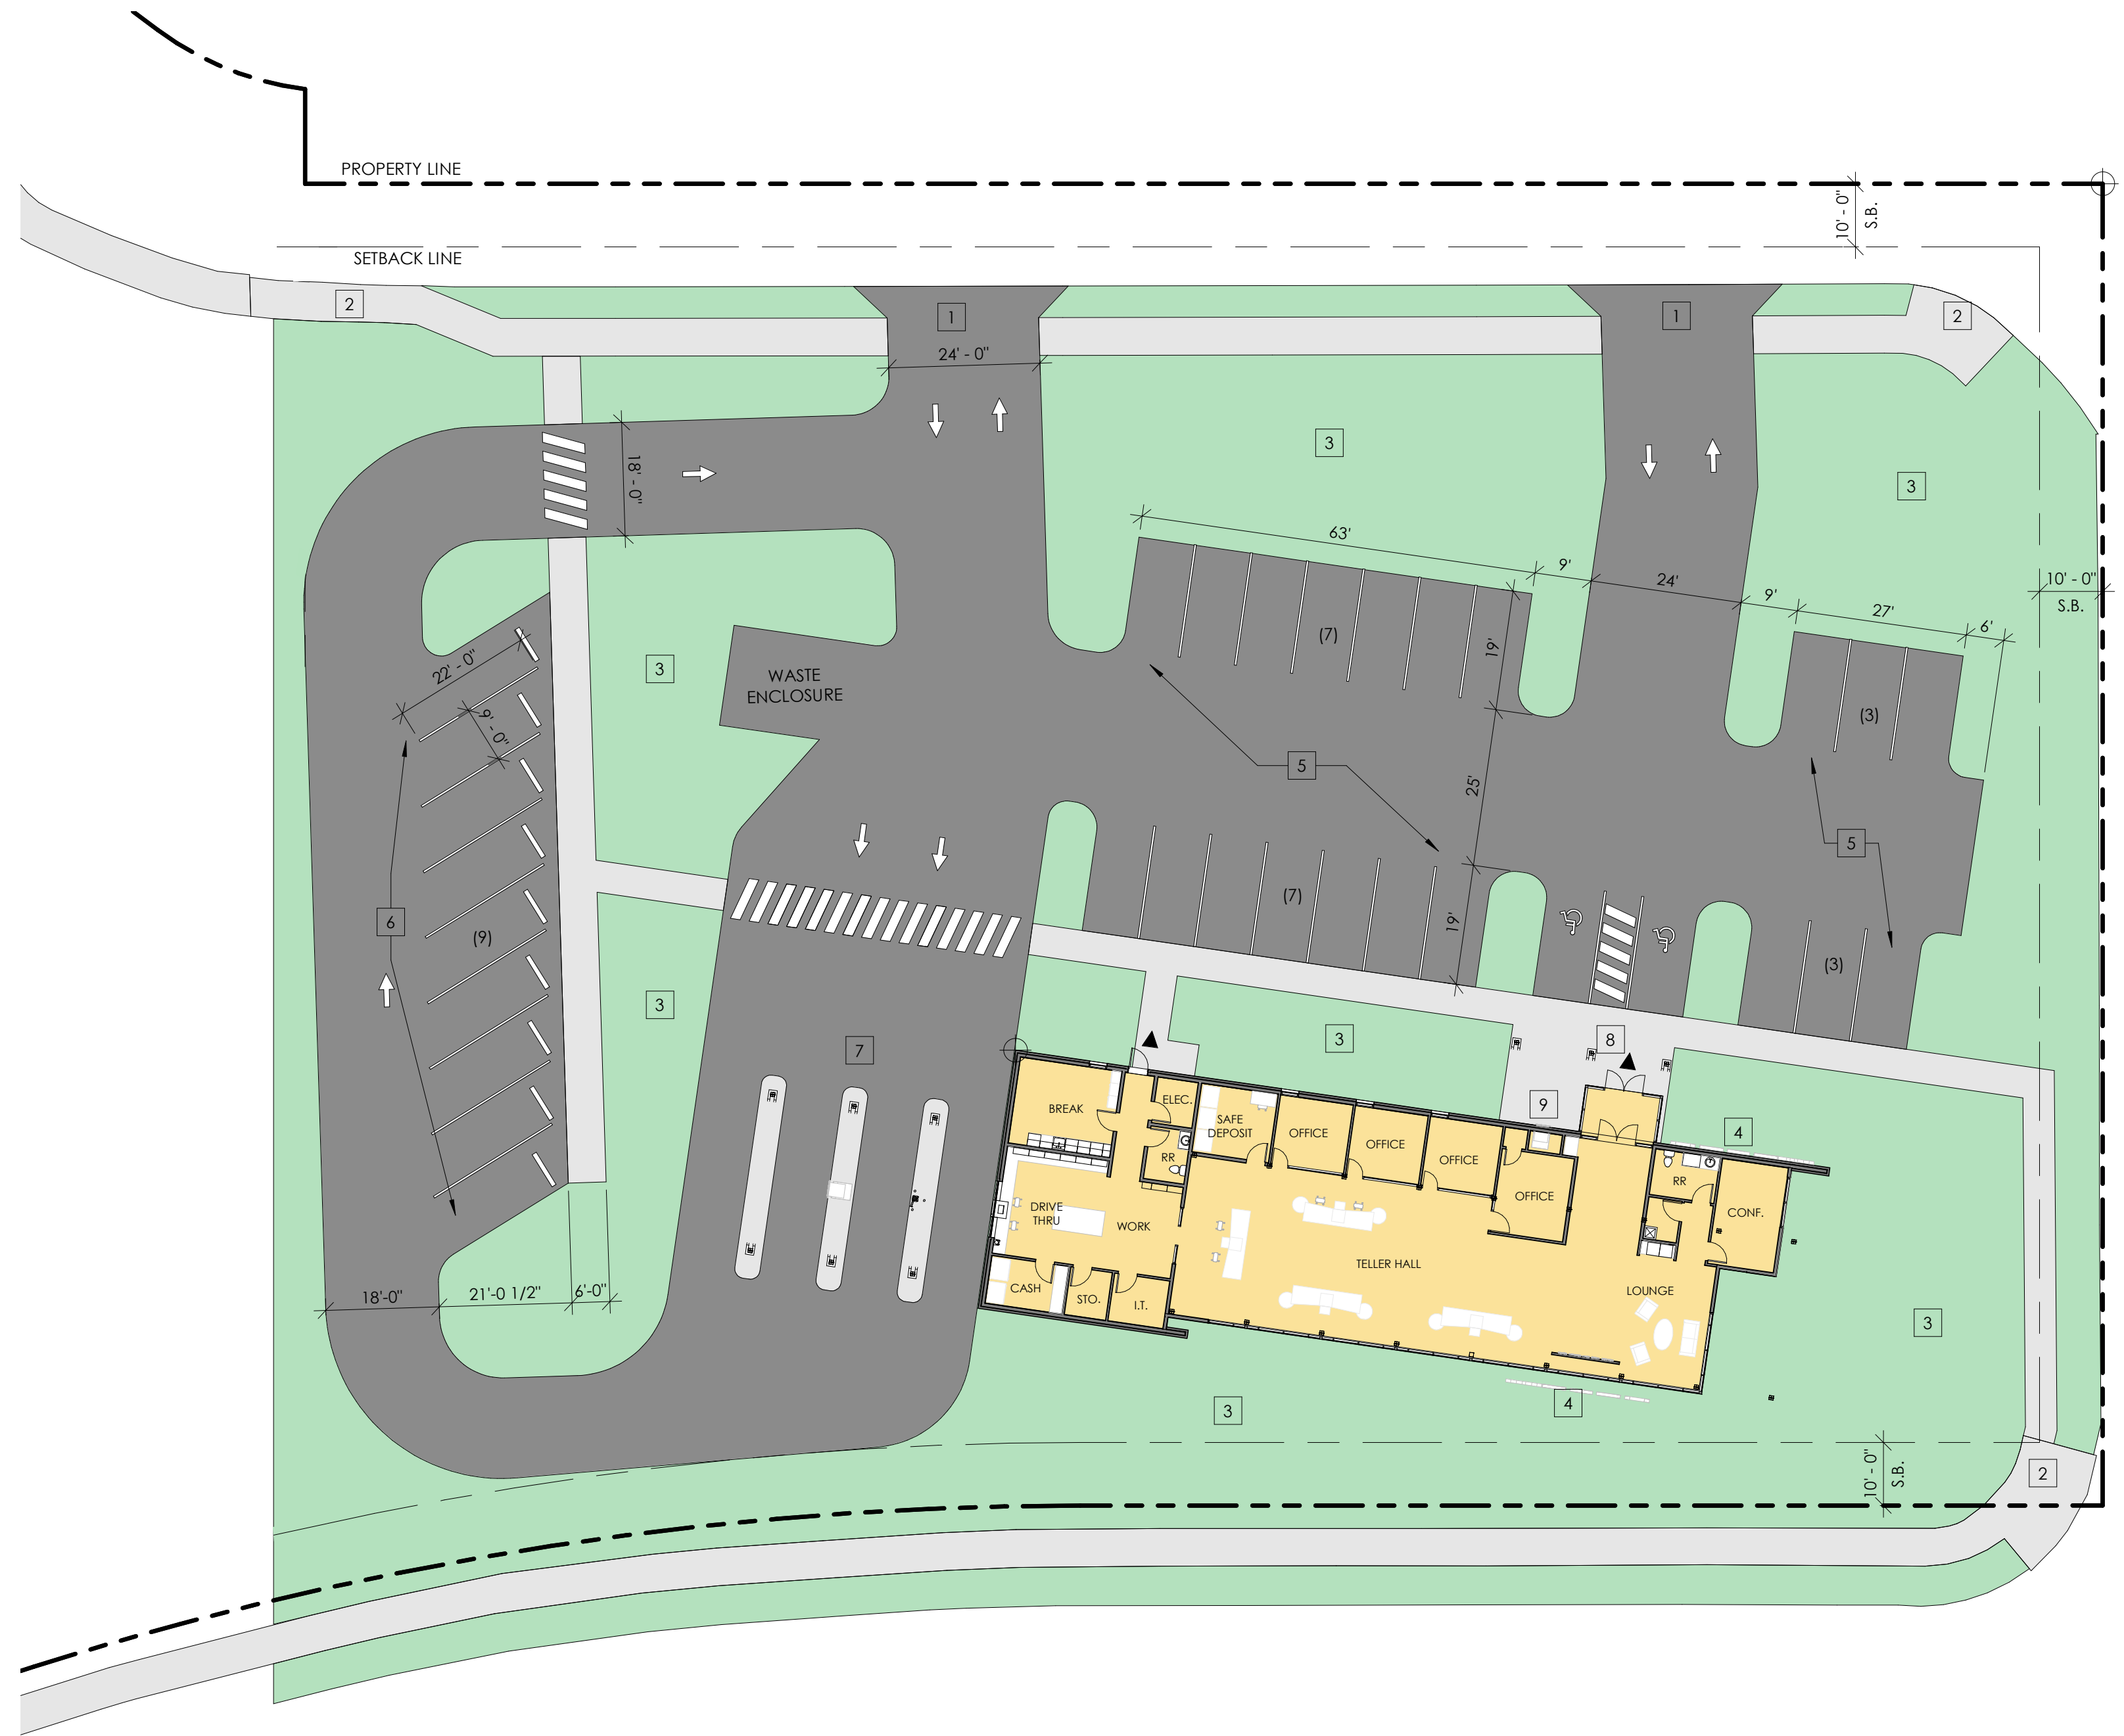 PROPERTY LINE
10' - 0"
S.B.
SETBACK LINE
2
1
1
2
24' - 0"
3
18' - 0"
3
63'
9'
24'
9'
27'
6'
10' - 0"
S.B.
(7)
19'
3
22' - 0"
WASTE
ENCLOSURE
9' - 0"
(3)
5
25'
5
6
(9)
(7)
19'
(3)
3
7
3
8
BREAK
ELEC.
SAFE
DEPOSIT
OFFICE
OFFICE
OFFICE
OFFICE
9
4
RR
RR
CONF.
DRIVE
THRU
WORK
TELLER HALL
LOUNGE
CASH
STO.
I.T.
18'-0"
21'-0 1/2"
6'-0"
3
3
4
10' - 0"
S.B.
2